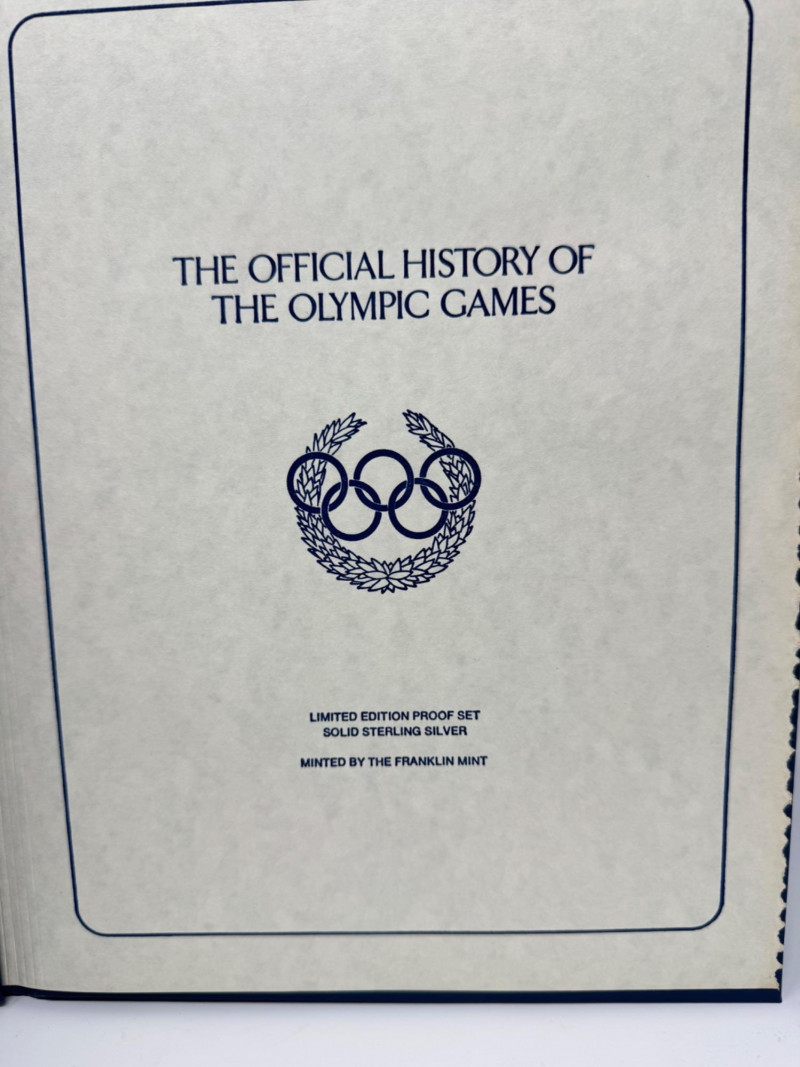 THE OFFICIAL HISTORY OF
THE OLYMPIC GAMES
LIMITED EDITION PROOF SET
SOLID STERLING SILVER
MINTED BY THE FRANKLIN MINT